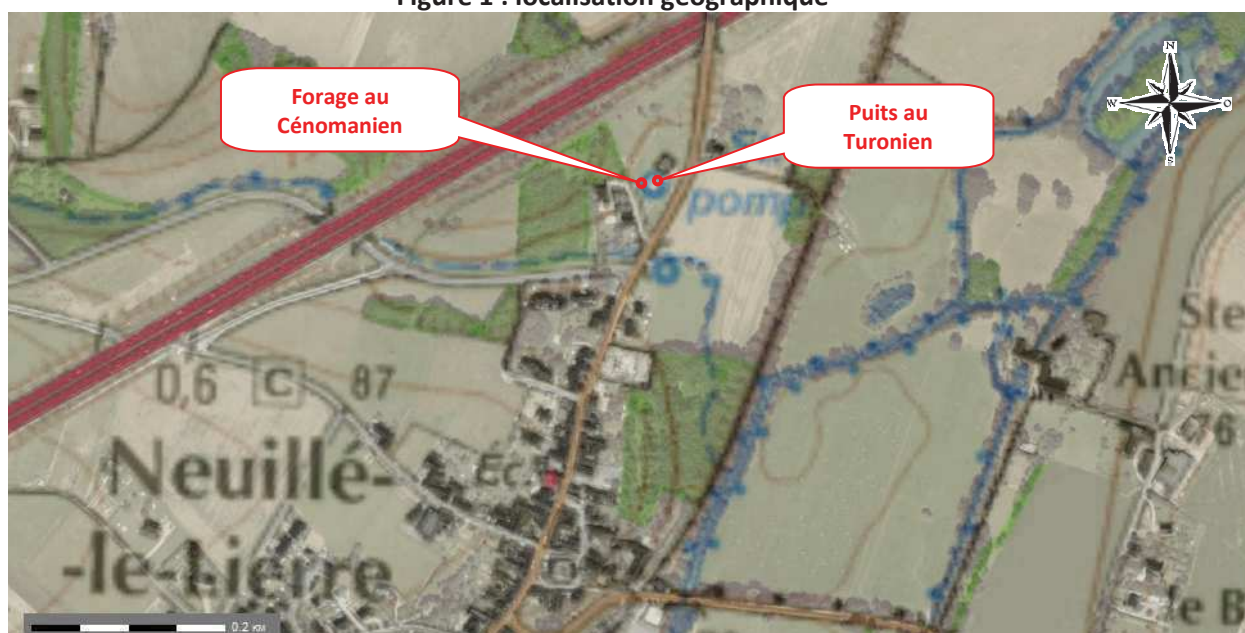 Figure 1 : localisation géographique
Forage au
Cénomanien
Puits au
Turonien
N
W
O
S
pomp
Ste
Ancie
0,6 C 87
76
Neuillé-
Ec.
-le-Lierre
le B
0.2 KM